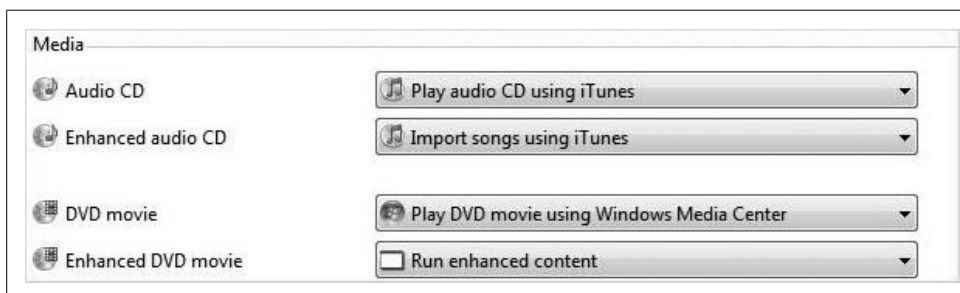 Media
Audio CD Play audio CD using iTunes
Enhanced audio CD Import songs using iTunes
DVD movie Play DVD movie using Windows Media Center
Enhanced DVD movie Run enhanced content